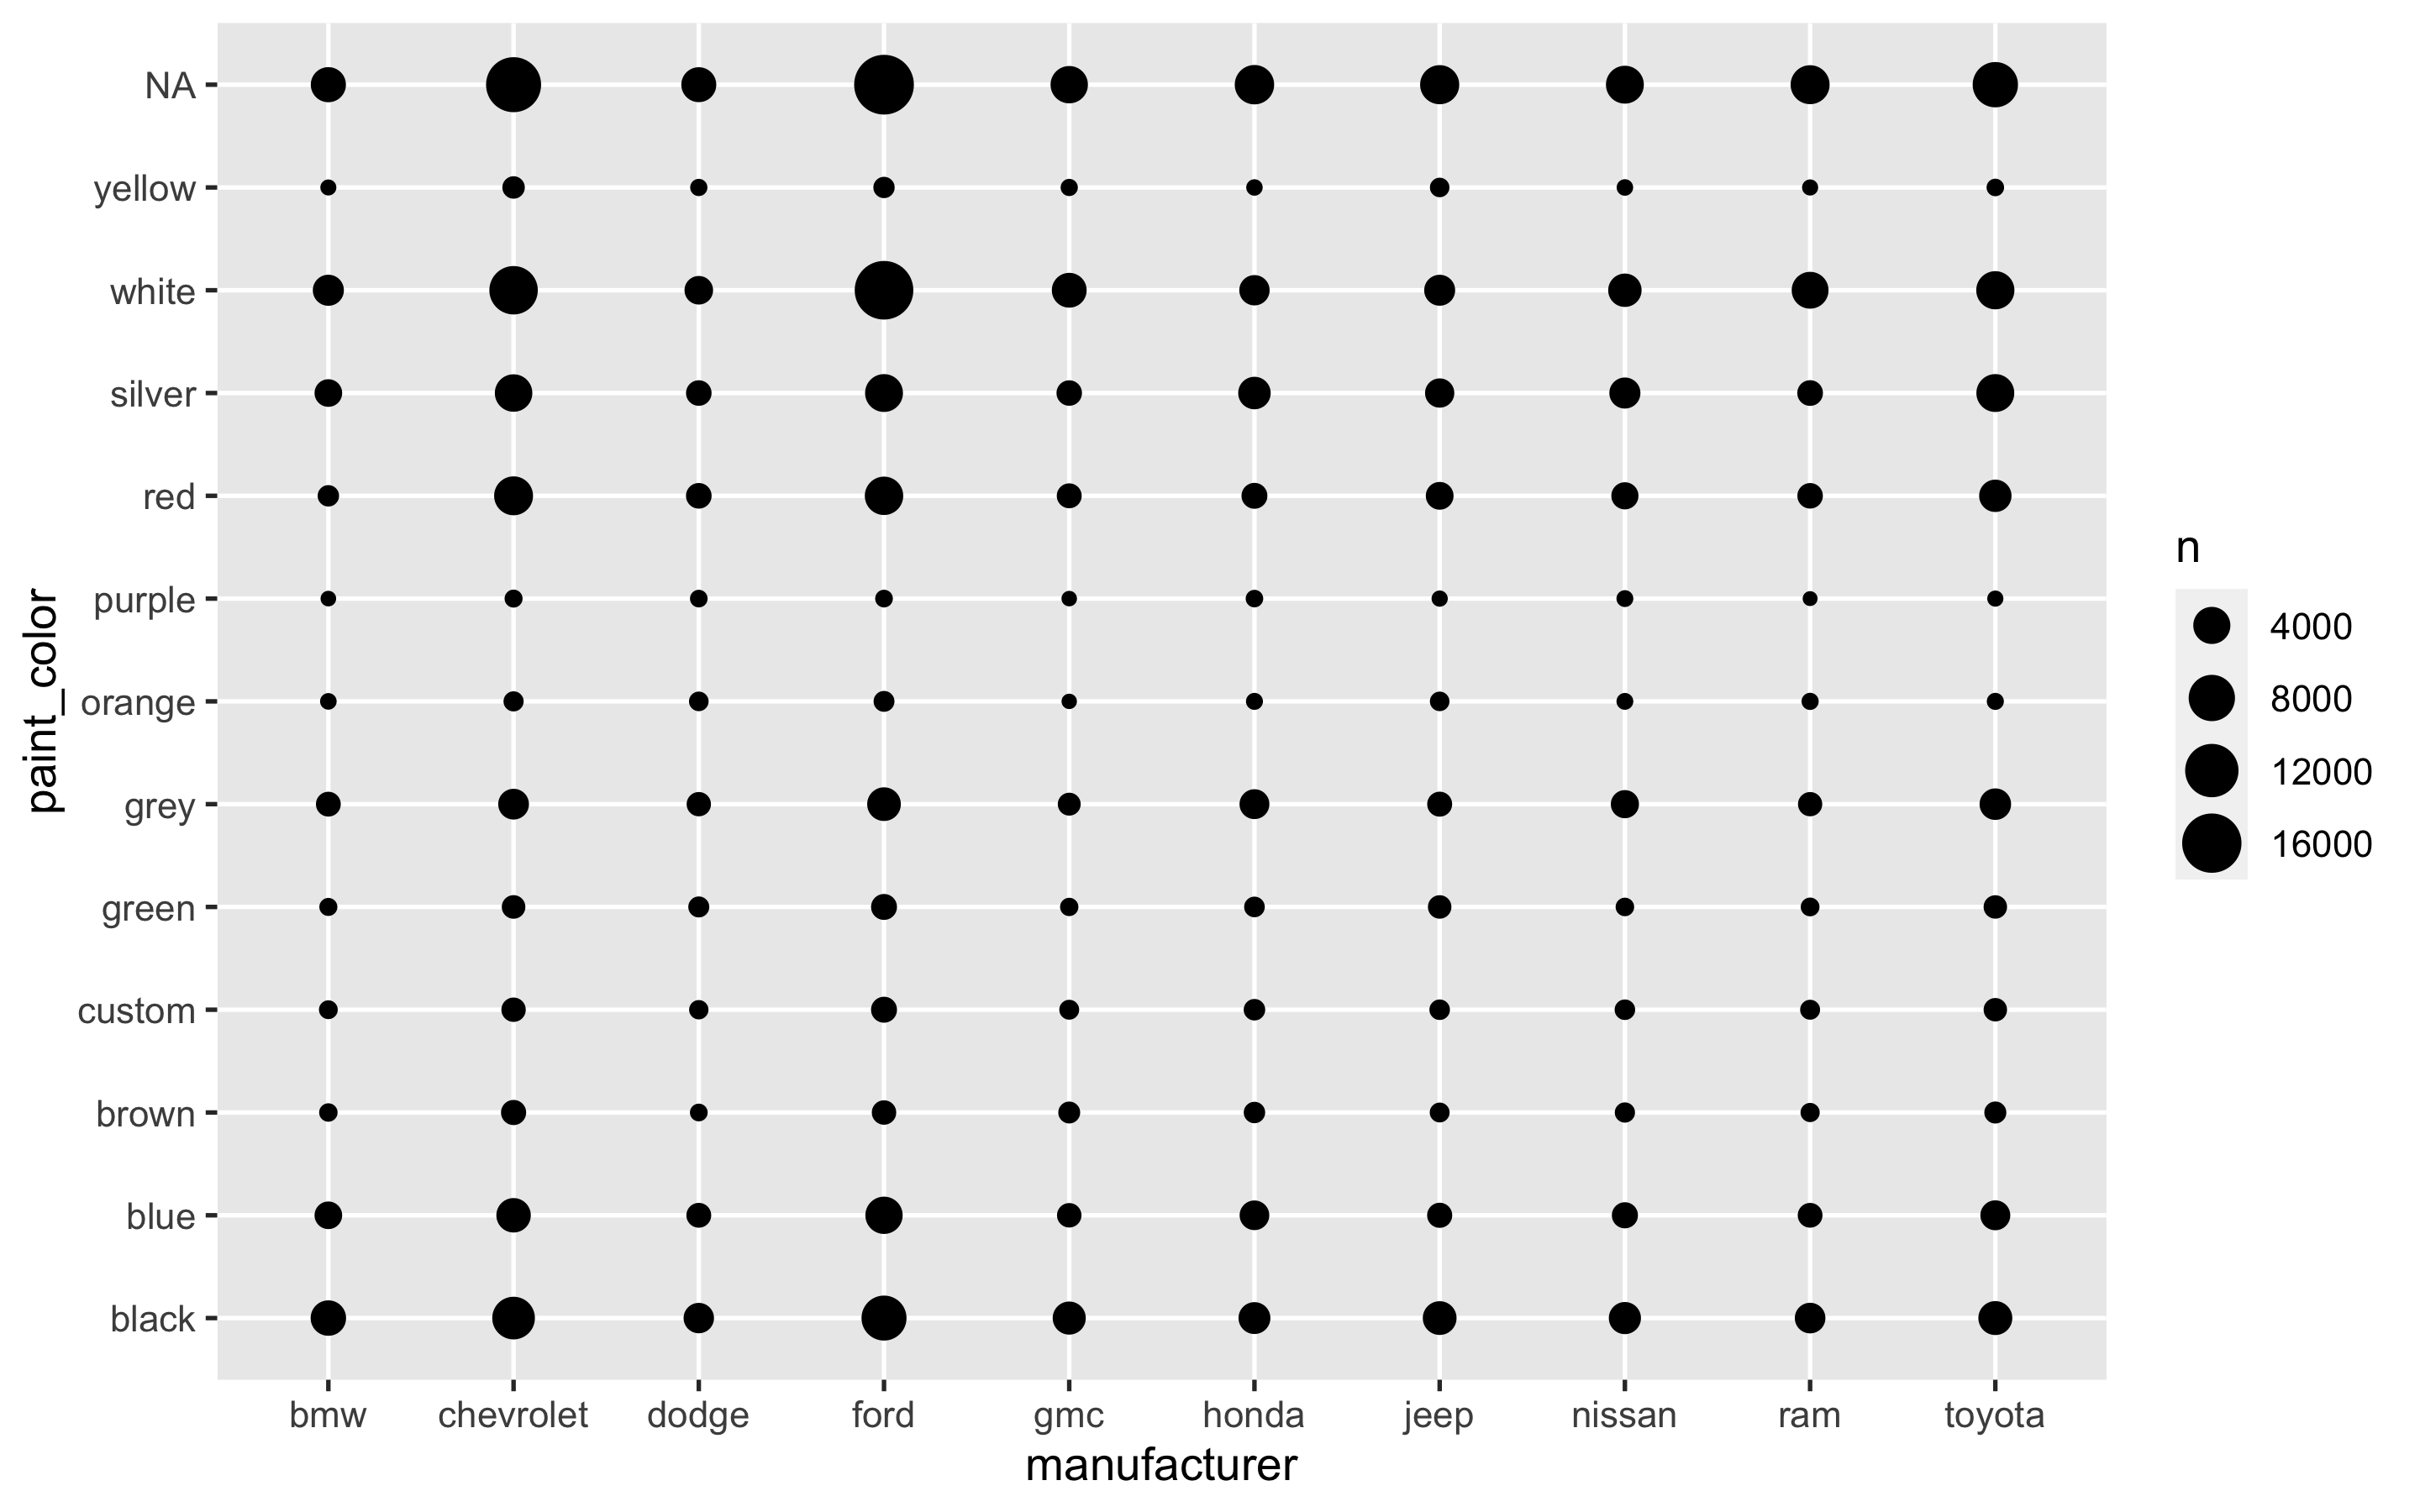 NA
yellow
white
silver
red
purple
orange
grey
green
custom
brown
blue
black
paint_color
bmw chevrolet dodge ford gmc honda jeep nissan ram toyota
manufacturer
n
4000
8000
12000
16000